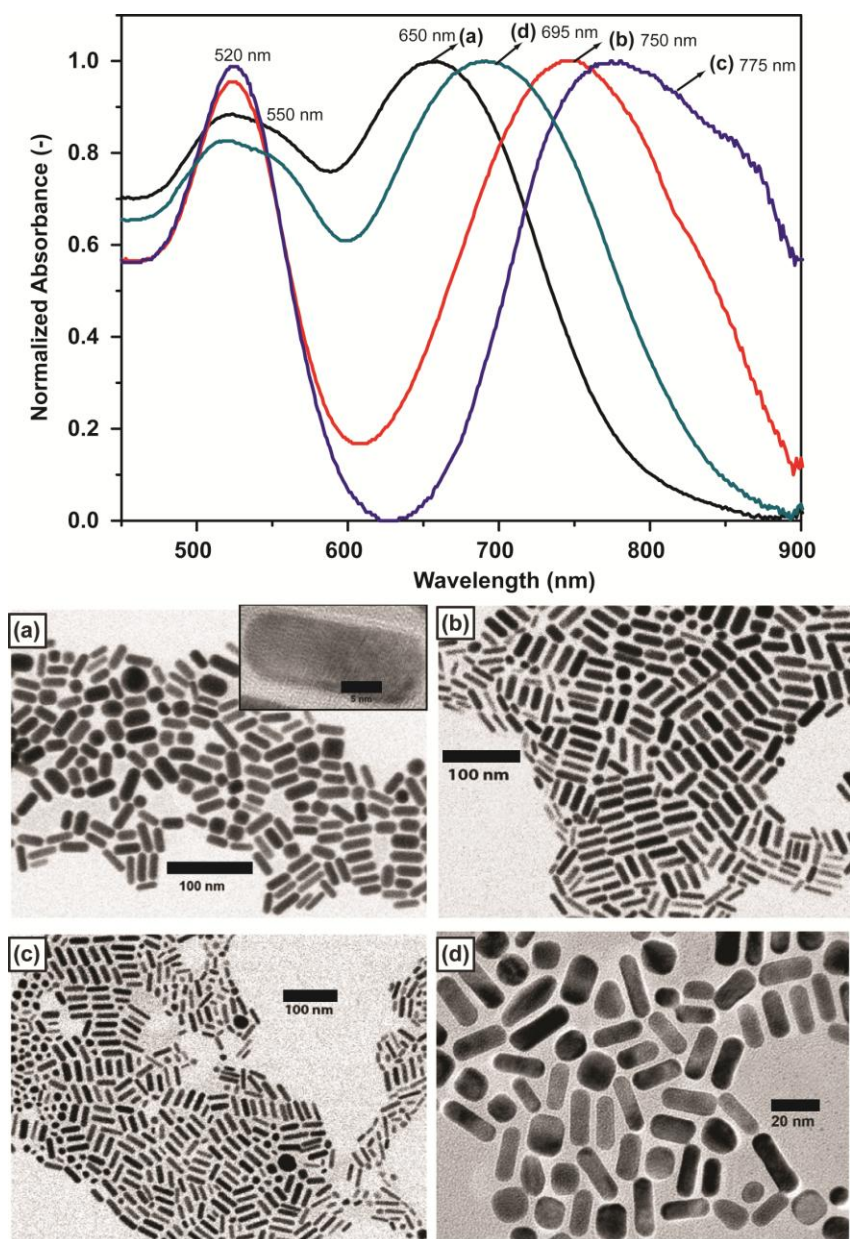 520 nm
550 nm
650 nm (a)
(d) 695 nm
(b) 750 nm
(c) 775 nm
Normalized Absorbance (-)
1.0
0.8
0.6
0.4
0.2
0.0
500 600 700 800 900
Wavelength (nm)
(a)
5 nm
100 nm
(b)
100 nm
(c)
100 nm
(d)
20 nm